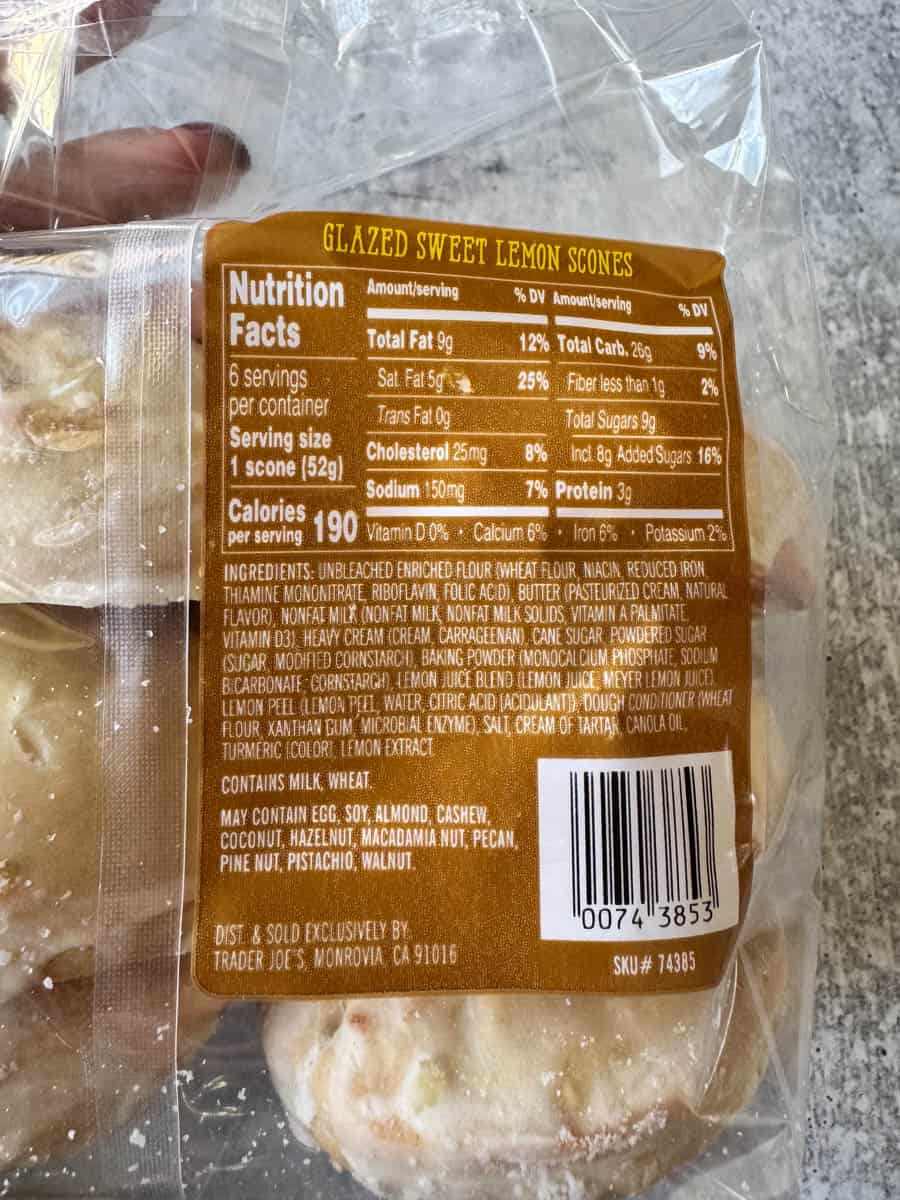 GLAZED SWEET LEMON SCONES
Nutrition
Facts
6 servings
per container
Serving size
1 scone (52g)
Calories
per serving 190
Amount/serving % DV
Total Fat 9g 12%
Sat. Fat 5g 25%
Trans Fat 0g
Cholesterol 25mg 8%
Sodium 150mg 7%
Amount/serving % DV
Total Carb. 26g 9%
Fiber less than 1g 2%
Total Sugars 9g
Incl. 8g Added Sugars 16%
Protein 3g
Vitamin D 0% • Calcium 6% • Iron 6% • Potassium 2%
INGREDIENTS: UNBLEACHED ENRICHED FLOUR (WHEAT FLOUR, NIACIN, REDUCED IRON,
THIAMINE MONONITRATE, RIBOFLAVIN, FOLIC ACID), BUTTER (PASTEURIZED CREAM, NATURAL
FLAVOR), NONFAT MILK (NONFAT MILK, NONFAT MILK SOLIDS, VITAMIN A PALMITATE,
VITAMIN D3), HEAVY CREAM (CREAM, CARRAGEENAN), CANE SUGAR, POWDERED SUGAR
(SUGAR, MODIFIED CORNSTARCH), BAKING POWDER (MONOCALCIUM PHOSPHATE, SODIUM
BICARBONATE, CORNSTARCH), LEMON JUICE BLEND (LEMON JUICE, MEYER LEMON JUICE),
LEMON PEEL (LEMON PEEL, WATER, CITRIC ACID [ACIDULANT]), DOUGH CONDITIONER (WHEAT
FLOUR, XANTHAN GUM, MICROBIAL ENZYME), SALT, CREAM OF TARTAR, CANOLA OIL,
TURMERIC [COLOR], LEMON EXTRACT.
CONTAINS MILK, WHEAT.
MAY CONTAIN EGG, SOY, ALMOND, CASHEW,
COCONUT, HAZELNUT, MACADAMIA NUT, PECAN,
PINE NUT, PISTACHIO, WALNUT.
DIST. & SOLD EXCLUSIVELY BY:
TRADER JOE'S, MONROVIA, CA 91016
0074 3853
SKU# 74385